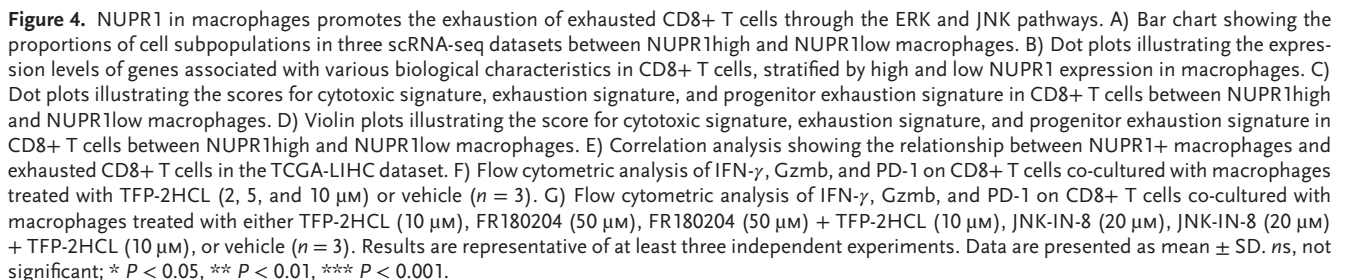 Figure 4. NUPR1 in macrophages promotes the exhaustion of exhausted CD8+ T cells through the ERK and JNK pathways. A) Bar chart showing the
proportions of cell subpopulations in three scRNA-seq datasets between NUPR1high and NUPR1low macrophages. B) Dot plots illustrating the expres-
sion levels of genes associated with various biological characteristics in CD8+ T cells, stratified by high and low NUPR1 expression in macrophages. C)
Dot plots illustrating the scores for cytotoxic signature, exhaustion signature, and progenitor exhaustion signature in CD8+ T cells between NUPR1high
and NUPR1low macrophages. D) Violin plots illustrating the score for cytotoxic signature, exhaustion signature, and progenitor exhaustion signature in
CD8+ T cells between NUPR1high and NUPR1low macrophages. E) Correlation analysis showing the relationship between NUPR1+ macrophages and
exhausted CD8+ T cells in the TCGA-LIHC dataset. F) Flow cytometric analysis of IFN-γ, Gzmb, and PD-1 on CD8+ T cells co-cultured with macrophages
treated with TFP-2HCL (2, 5, and 10 μM) or vehicle (n = 3). G) Flow cytometric analysis of IFN-γ, Gzmb, and PD-1 on CD8+ T cells co-cultured with
macrophages treated with either TFP-2HCL (10 μM), FR180204 (50 μM), FR180204 (50 μM) + TFP-2HCL (10 μM), JNK-IN-8 (20 μM), JNK-IN-8 (20 μM)
+ TFP-2HCL (10 μM), or vehicle (n = 3). Results are representative of at least three independent experiments. Data are presented as mean ± SD. ns, not
significant; * P < 0.05, ** P < 0.01, *** P < 0.001.